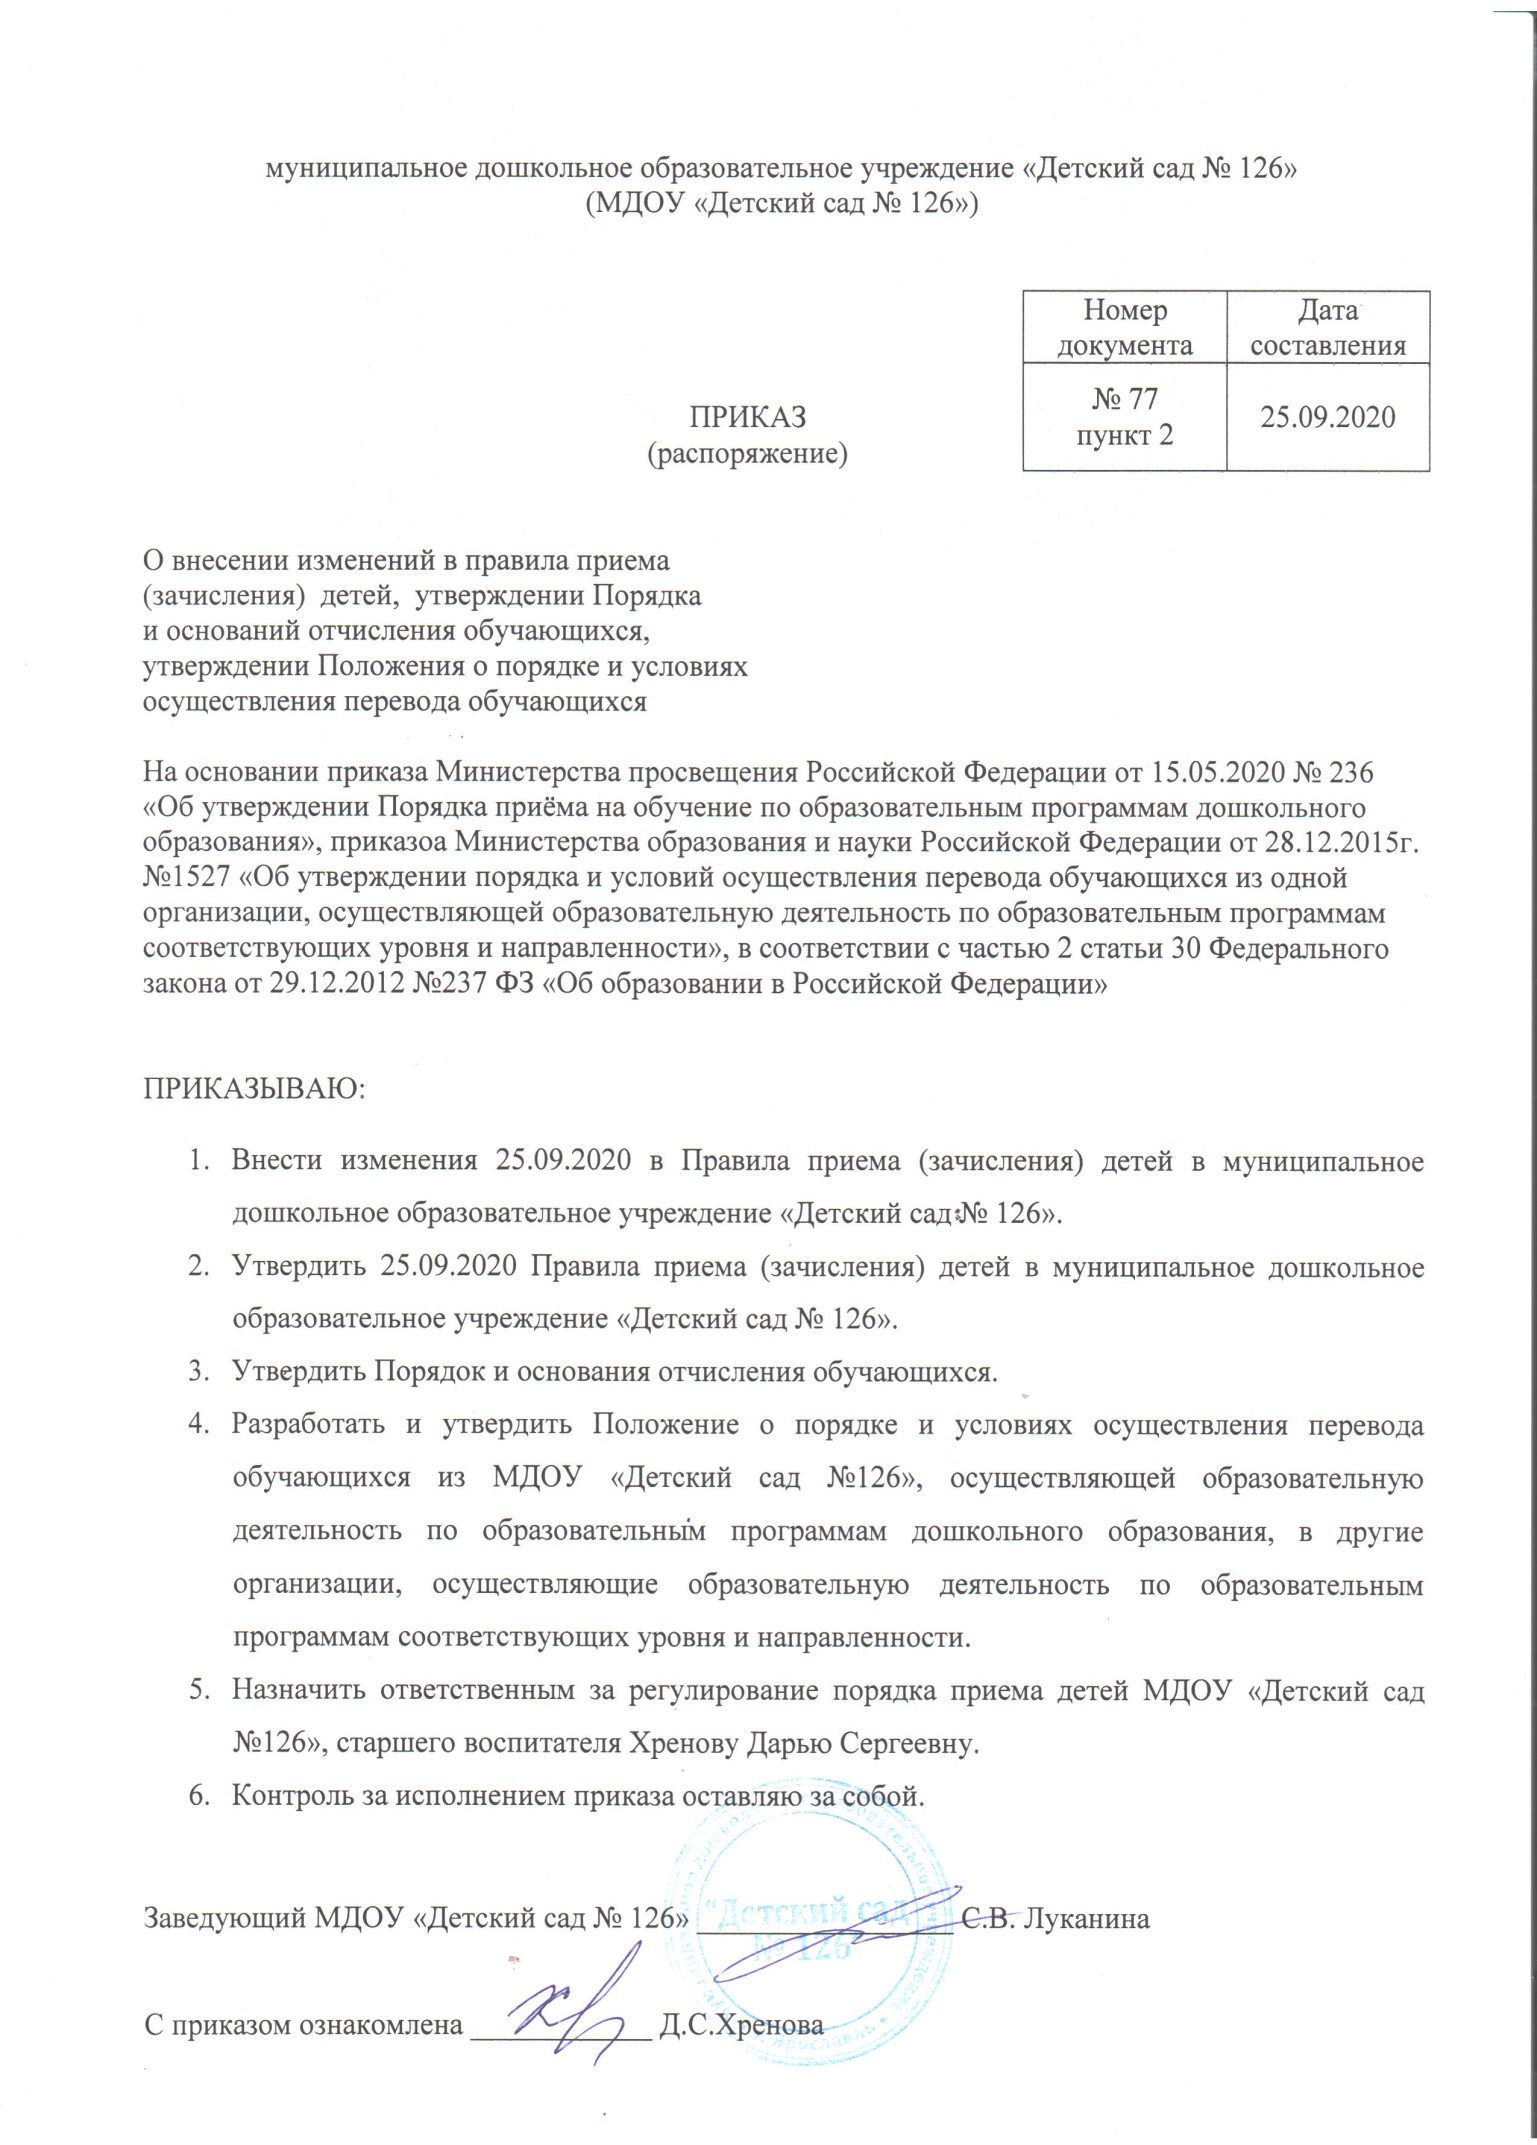 муниципальное дошкольное образовательное учреждение «Детский сад № 126»
(МДОУ «Детский сад № 126»)
Номер документа
Дата составления
№ 77
пункт 2
25.09.2020
ПРИКАЗ
(распоряжение)
О внесении изменений в правила приема
(зачисления) детей, утверждении Порядка
и оснований отчисления обучающихся,
утверждении Положения о порядке и условиях
осуществления перевода обучающихся
На основании приказа Министерства просвещения Российской Федерации от 15.05.2020 № 236
«Об утверждении Порядка приёма на обучение по образовательным программам дошкольного
образования», приказоа Министерства образования и науки Российской Федерации от 28.12.2015г.
№1527 «Об утверждении порядка и условий осуществления перевода обучающихся из одной
организации, осуществляющей образовательную деятельность по образовательным программам
соответствующих уровня и направленности», в соответствии с частью 2 статьи 30 Федерального
закона от 29.12.2012 №237 ФЗ «Об образовании в Российской Федерации»
ПРИКАЗЫВАЮ:
1. Внести изменения 25.09.2020 в Правила приема (зачисления) детей в муниципальное
дошкольное образовательное учреждение «Детский сад № 126».
2. Утвердить 25.09.2020 Правила приема (зачисления) детей в муниципальное дошкольное
образовательное учреждение «Детский сад № 126».
3. Утвердить Порядок и основания отчисления обучающихся.
4. Разработать и утвердить Положение о порядке и условиях осуществления перевода
обучающихся из МДОУ «Детский сад №126», осуществляющей образовательную
деятельность по образовательным программам дошкольного образования, в другие
организации, осуществляющие образовательную деятельность по образовательным
программам соответствующих уровня и направленности.
5. Назначить ответственным за регулирование порядка приема детей МДОУ «Детский сад
№126», старшего воспитателя Хренову Дарью Сергеевну.
6. Контроль за исполнением приказа оставляю за собой.
Заведующий МДОУ «Детский сад № 126» _________________ С.В. Луканина
"Детский сад
№ 126"
Ярославль
С приказом ознакомлена ____________ Д.С.Хренова